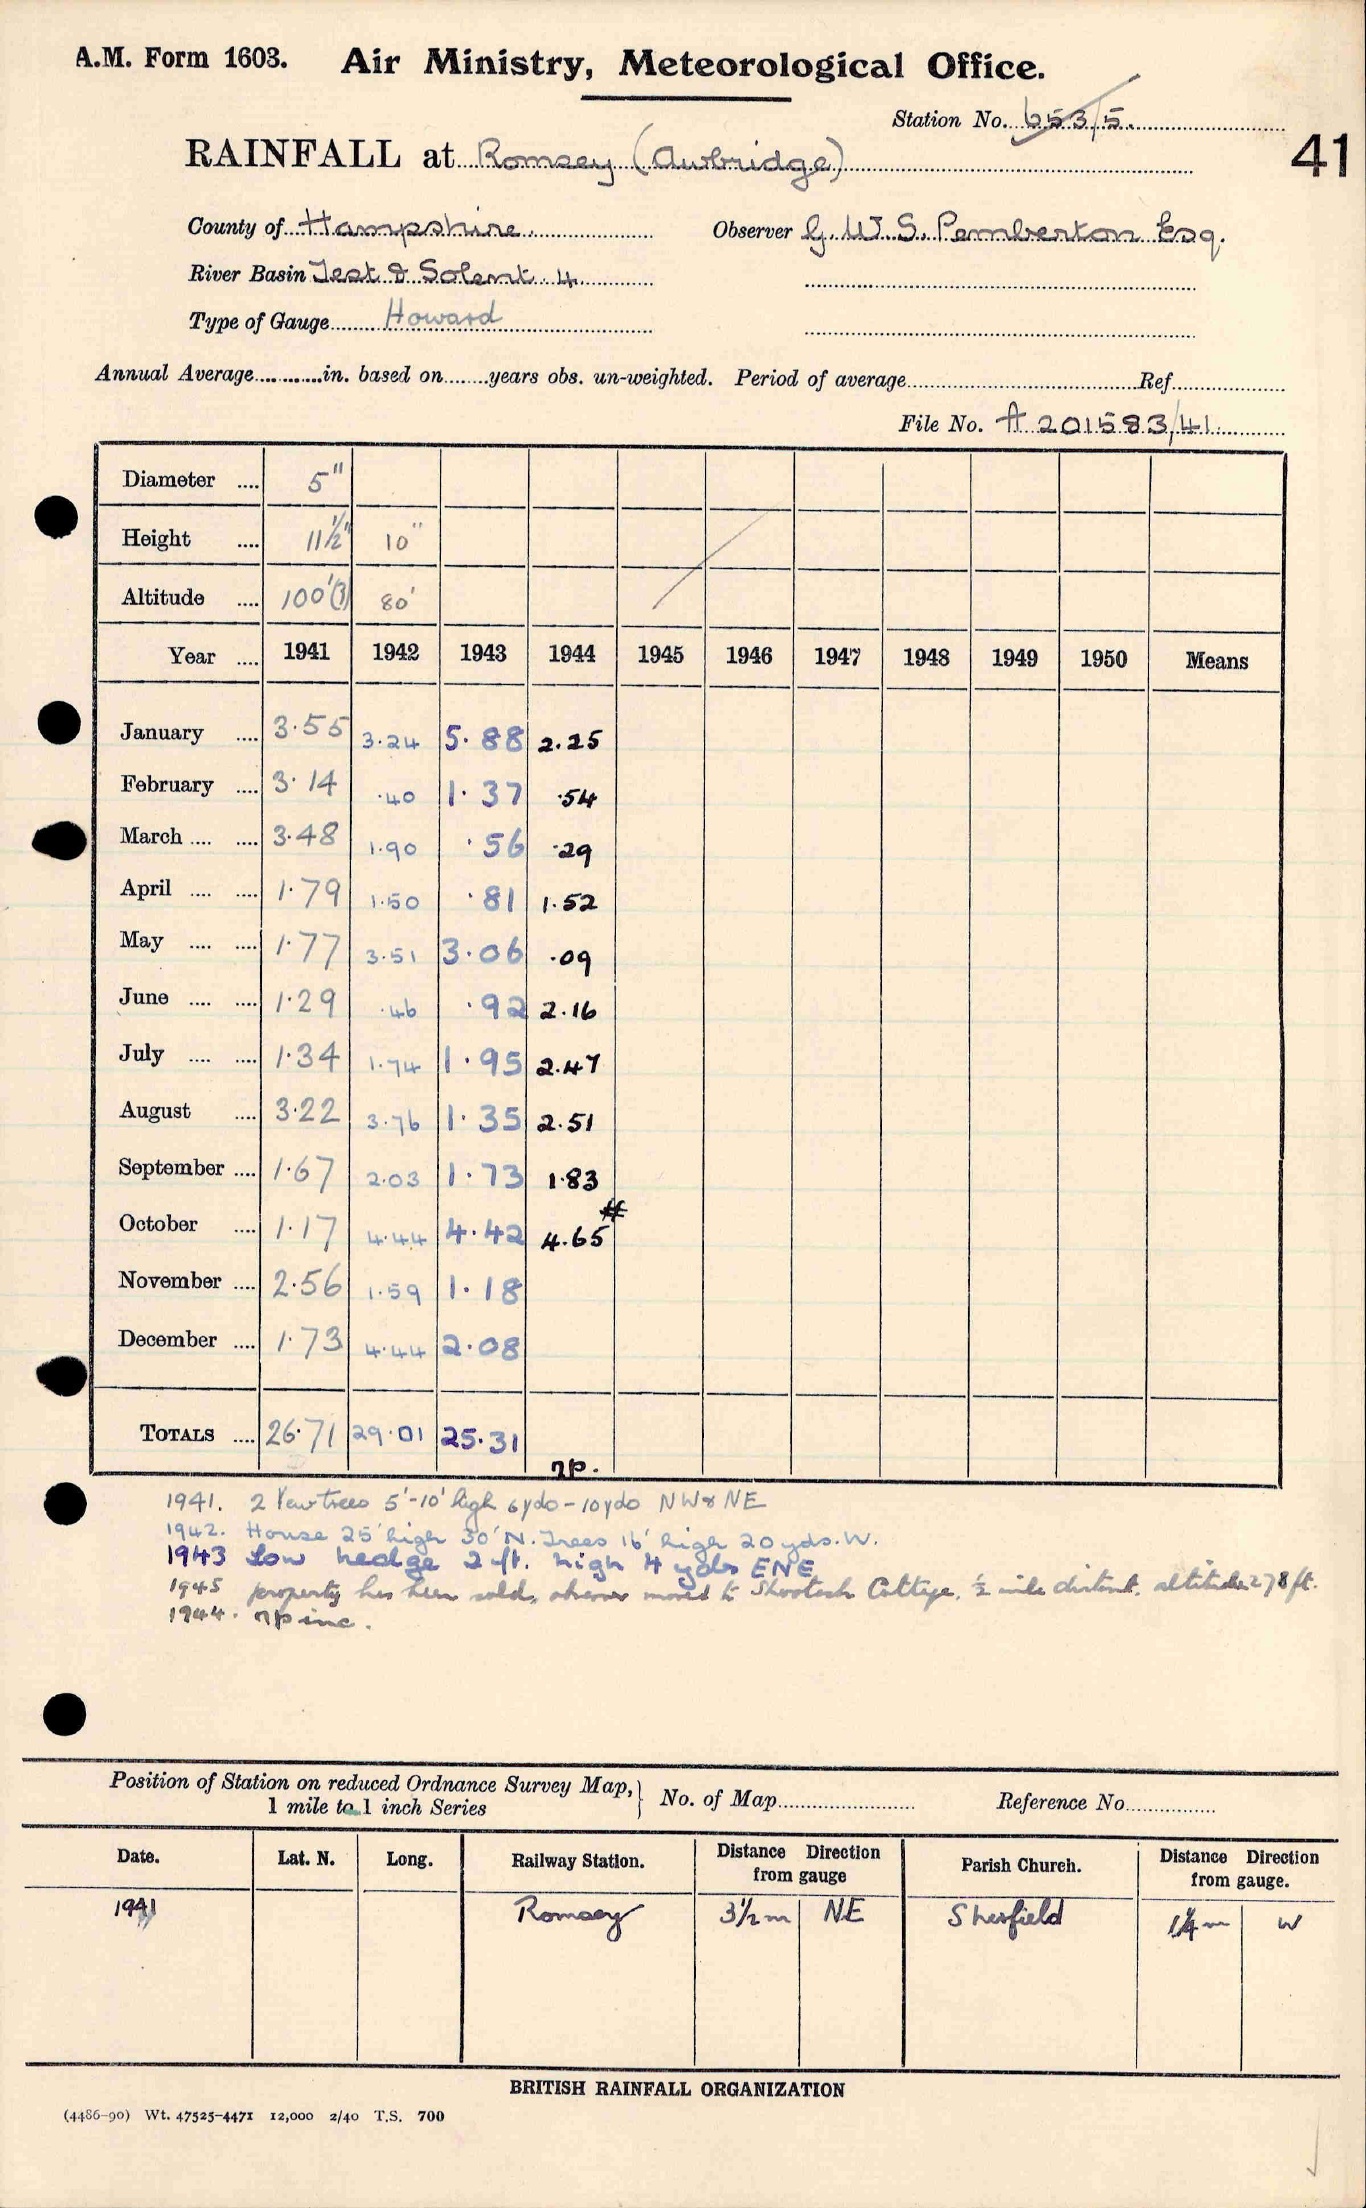 A.M. Form 1603. Air Ministry, Meteorological Office.
Station No. 653/5.
41
RAINFALL at Romsey (Awbridge)
County of Hampshire. Observer G. W. S. Pemberton Esq.
River Basin Test & Solent 4
Type of Gauge Howard
Annual Average in. based on years obs. un-weighted. Period of average Ref
File No. A 201583/41
Diameter 5"
Height 11½" 10"
Altitude 100'(?) 80'
Year 1941 1942 1943 1944 1945 1946 1947 1948 1949 1950 Means
January 3.55 3.24 5.88 2.25
February 3.14 .40 1.37 .54
March 3.48 1.90 .56 .29
April 1.79 1.50 .81 1.52
May 1.77 3.51 3.06 .09
June 1.29 .46 .92 2.16
July 1.34 1.74 1.95 2.47
August 3.22 3.76 1.35 2.51
September 1.67 2.03 1.73 1.83
October 1.17 4.44 4.42 4.65 #
November 2.56 1.59 1.18
December 1.73 4.44 2.08
TOTALS 26.71 29.01 25.31 np.
1941. 2 Yew trees 5'-10' high 6 yds - 10 yds NW & NE
1942. House 25' high 30' N. Trees 16' high 20 yds. W.
1943 Low hedge 2 ft. high 4 yds ENE
1945 property has been sold, observer moved to Shootash Cottage, ½ mile distant. altitude 278 ft.
1944. np inc.
Position of Station on reduced Ordnance Survey Map, 1 mile to 1 inch Series } No. of Map Reference No
Date. Lat. N. Long. Railway Station. Distance Direction from gauge Parish Church. Distance Direction from gauge.
1941 Romsey 3½ m NE Sherfield 1¼ m W
BRITISH RAINFALL ORGANIZATION
(4486-90) Wt. 47525-4471 12,000 2/40 T.S. 700